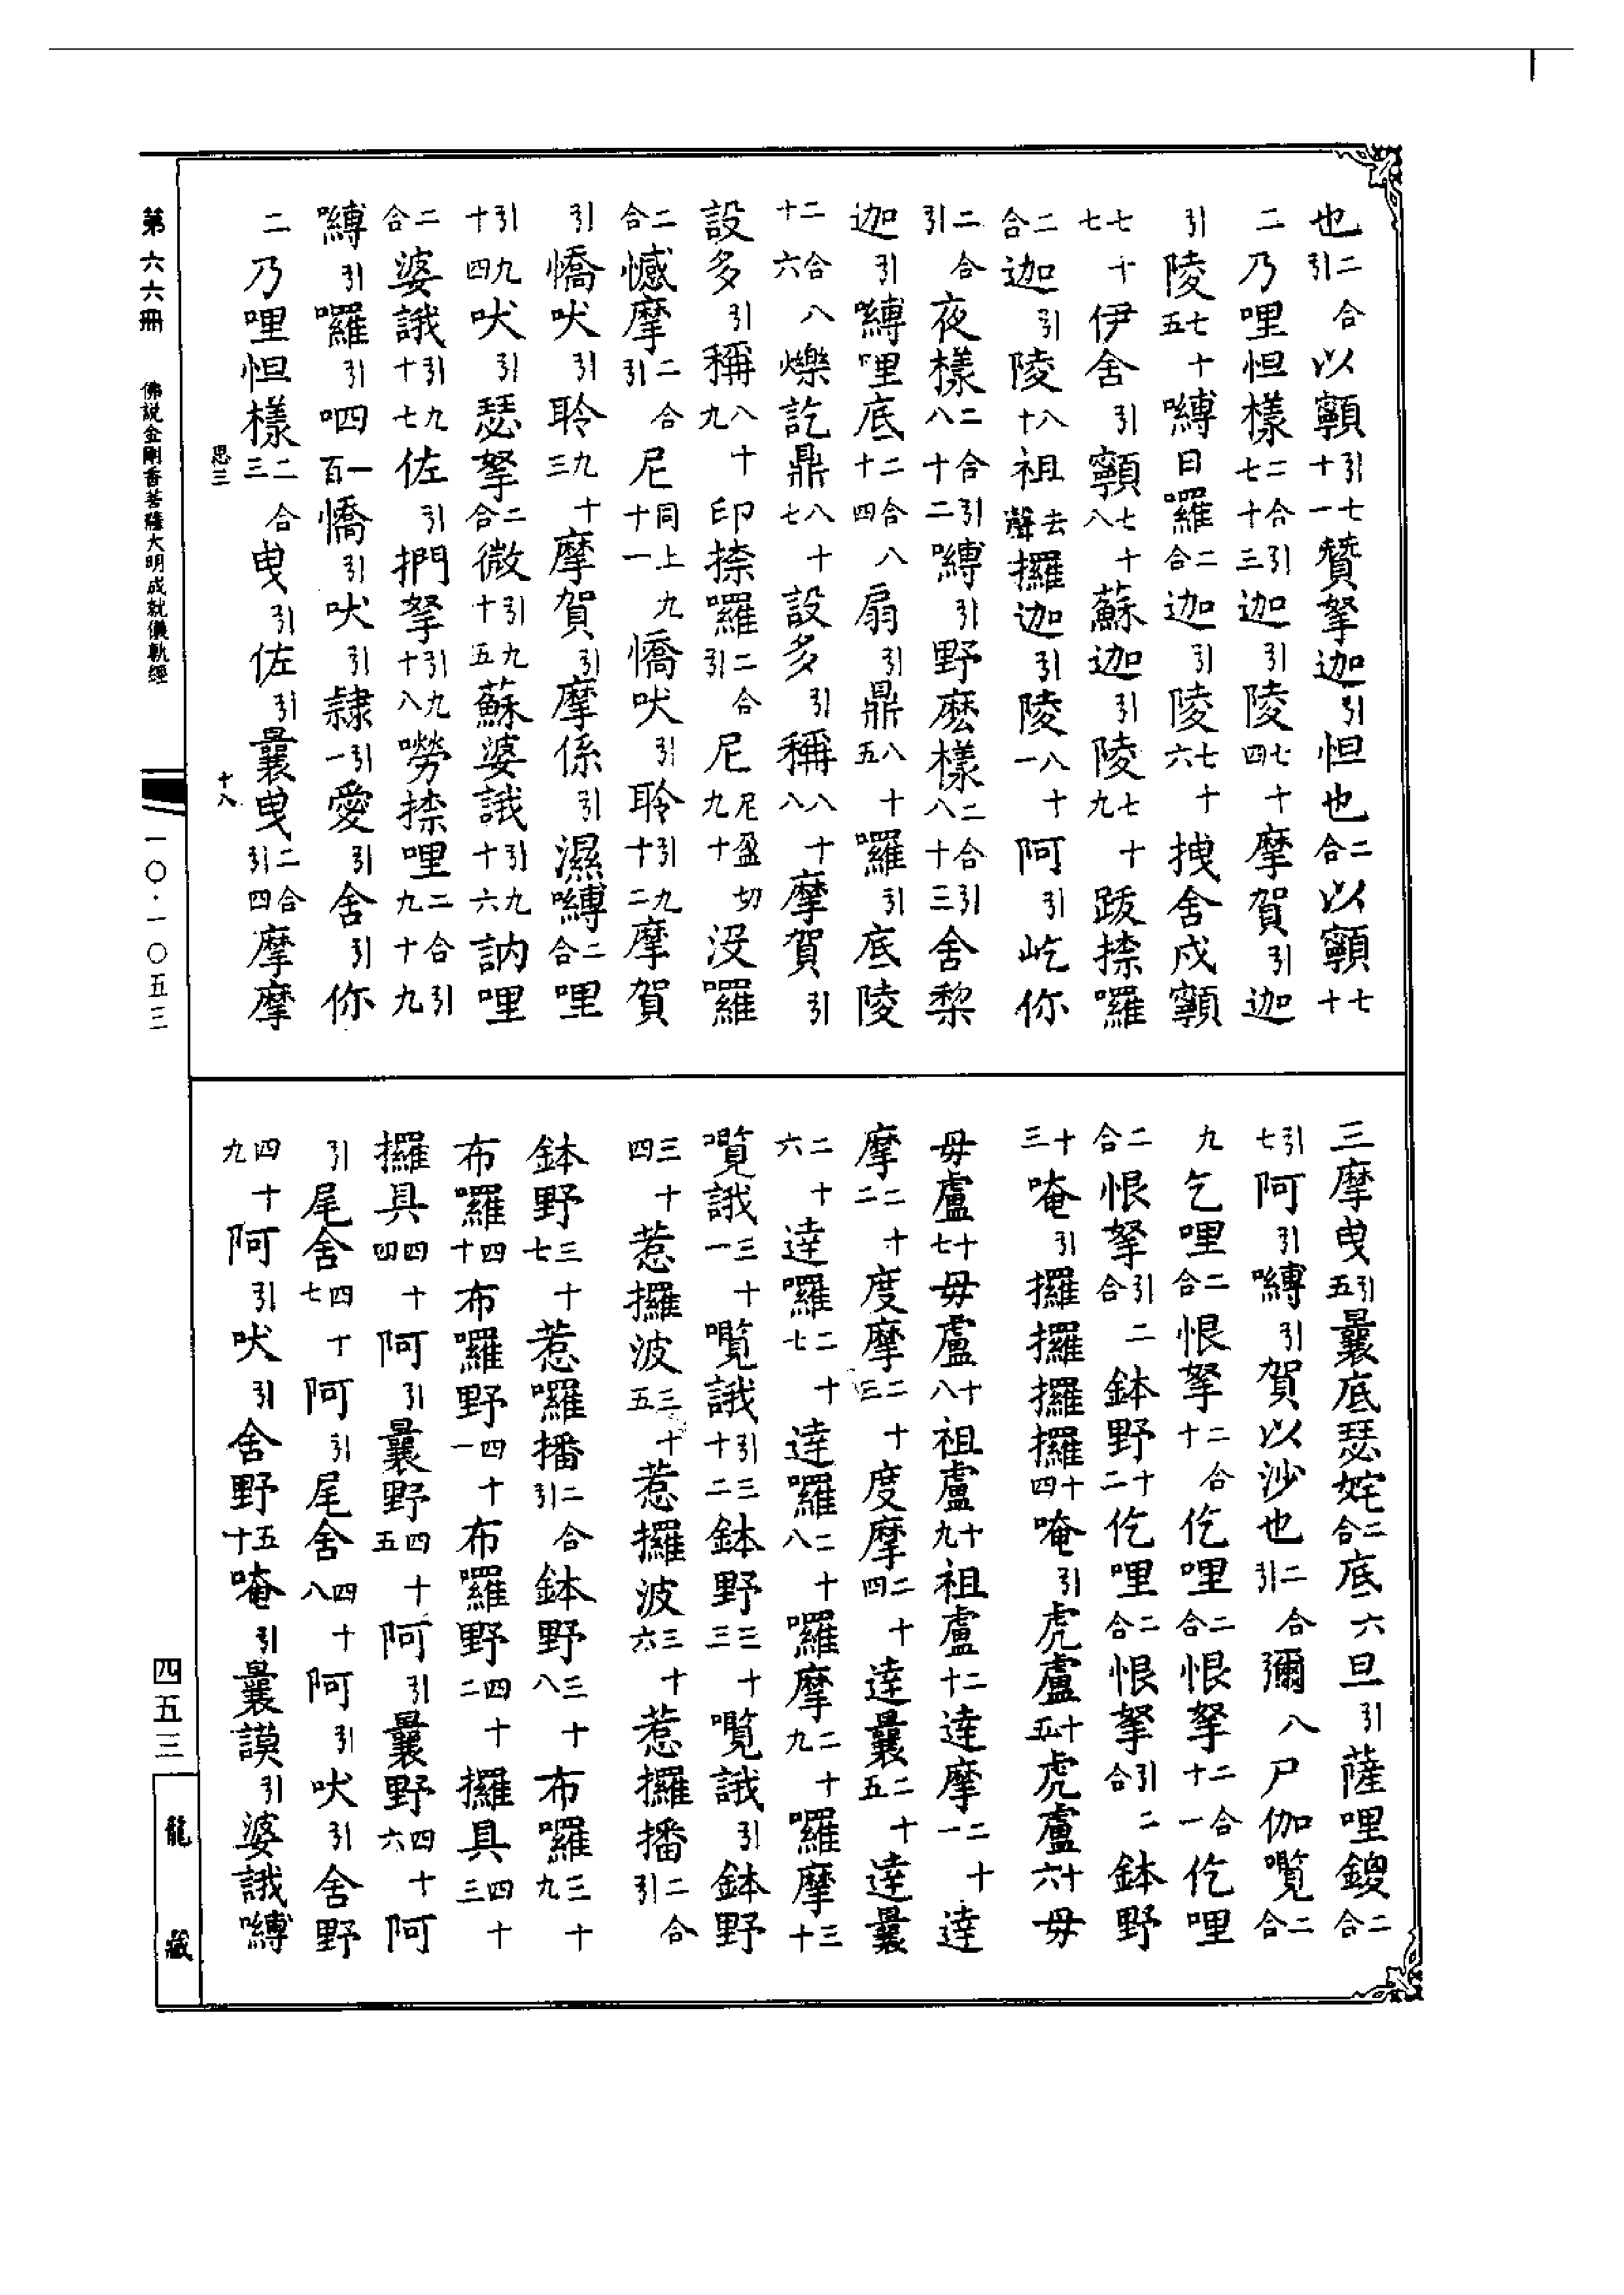 也二合引以顊引七十一贊拏迦引怛也二合以顊七十
二乃哩怛樣二合引七十三迦引陵七十四摩賀引迦
引陵七十五嚩日囉二合迦引陵七十六拽舍戍顊
七十七伊舍引顊七十八蘇迦引陵七十九跋捺囉
二合迦引陵八十祖去聲攞迦引陵八十一阿引屹你
二合引夜樣二合引八十二嚩引野麽樣二合引八十三舍梨
迦引嚩哩底二合八十四扇引鼎八十五囉引底陵
二合八十六爍訖鼎八十七設多引稱八十八摩賀引
設多引稱八十九印捺囉二合引尼尼盈切九十沒囉
二合憾摩二合引尼同上九十一憍吠引聆引九十二摩賀
引憍吠引聆九十三摩賀引摩係引濕嚩二合哩
引九十四吠引瑟拏二合微引九十五蘇婆誐引九十六訥哩
二合婆誐引九十七佐引捫拏引九十八嘮捺哩二合引九十九
嚩引囉引呬一百憍引吠引隷引一愛引舍引你
二乃哩怛樣二合三曳引佐引曩曳二合引四摩摩
三摩曳引五曩底瑟姹二合底六旦引薩哩鍐二合
引七阿引嚩引賀以沙也二合引彌八尸伽囕二合
九乞哩二合恨拏二合十仡哩二合恨拏二合十一仡哩
二合恨拏引二合鉢野十二仡哩二合恨拏引二合鉢野
十三唵引攞攞攞攞十四唵引虎盧十五虎盧十六毋
毋盧十七毋盧十八祖盧十九祖盧二十達摩二十一達
摩二十二度摩二十三度摩二十四達曩二十五達曩
二十六達囉二十七達囉二十八囉摩二十九囉摩三十
囕誐三十一囕誐引三十二鉢野三十三囕誐引鉢野
三十四惹攞波三十五惹攞波三十六惹攞播二合引
鉢野三十七惹囉播二合引鉢野三十八布囉三十九
布囉四十布囉野四十一布囉野四十二攞具四十三
攞具四十四阿引曩野四十五阿引曩野四十六阿
引尾舍四十七阿引尾舍四十八阿引吠引舍野
四十九阿引吠引舍野五十唵引曩謨引婆誐嚩
第六六冊 佛說金剛香菩薩大明成就儀軌經 一〇·一〇五三
思三 十八
四五三 龍藏